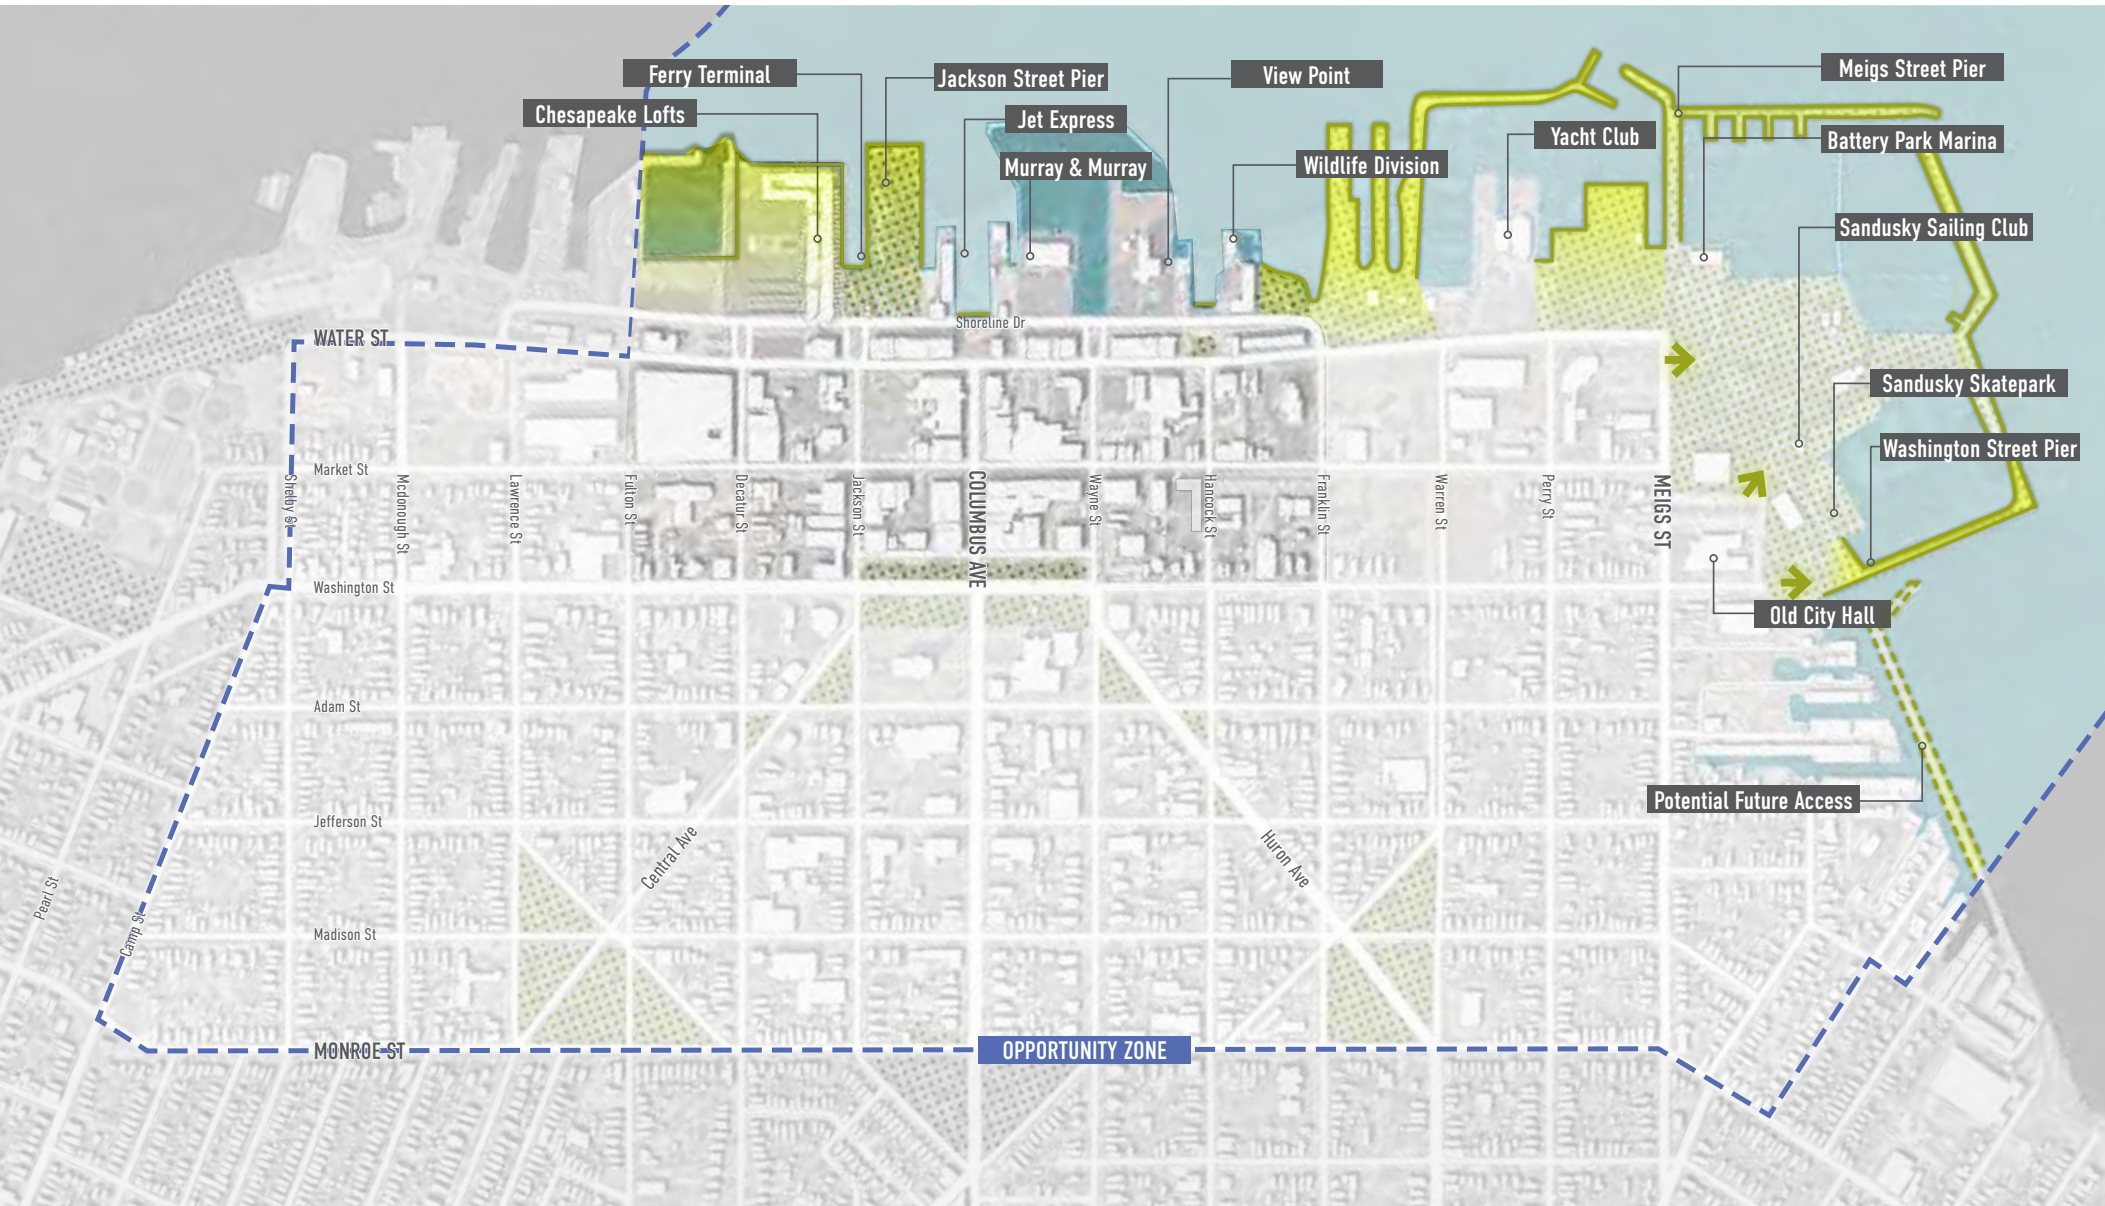 Meigs Street Pier
Ferry Terminal
Jackson Street Pier
View Point
Chesapeake Lofts
Jet Express
Yacht Club
Battery Park Marina
Murray & Murray
Wildlife Division
Sandusky Sailing Club
Shoreline Dr
WATER ST
Sandusky Skatepark
Washington Street Pier
Market St
Shelby St
Mcdonough St
Lawrence St
Fulton St
Decatur St
Jackson St
COLUMBUS AVE
Wayne St
Hancock St
Franklin St
Warren St
Perry St
MEIGS ST
Washington St
Old City Hall
Adam St
Potential Future Access
Jefferson St
Central Ave
Huron Ave
Pearl St
Camp St
Madison St
MONROE ST
OPPORTUNITY ZONE